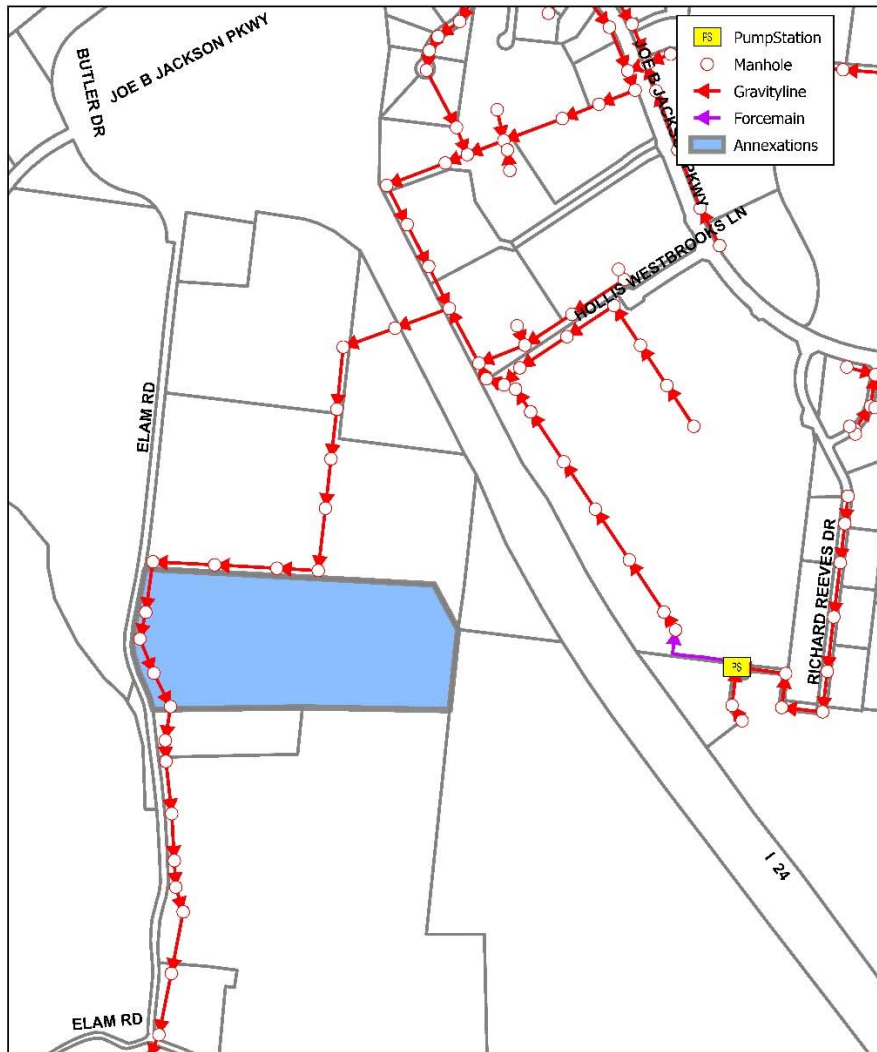 BUTLER DR
JOE B JACKSON PKWY
JOE B JACKSON PKWY
PS PumpStation
Manhole
Gravityline
Forcemain
Annexations
HOLLIS WESTBROOKS LN
ELAM RD
RICHARD REEVES DR
PS
I 24
ELAM RD